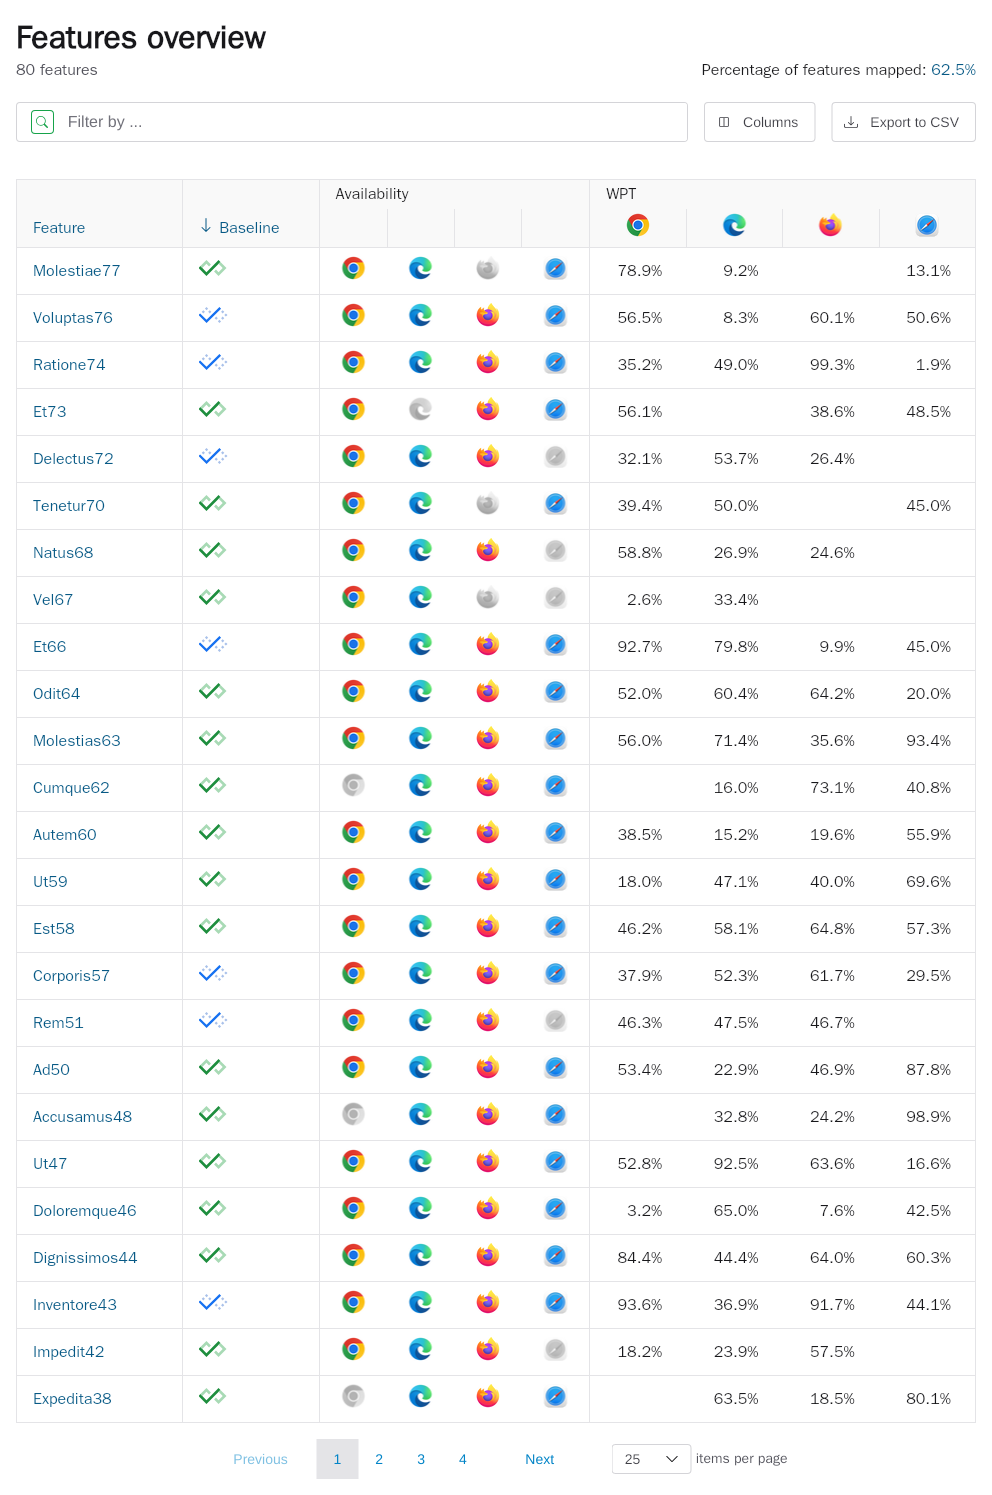 Features overview
80 features
Percentage of features mapped: 62.5%
Filter by ...
Columns
Export to CSV
Availability
WPT
Feature
Baseline
Molestiae77 78.9% 9.2% 13.1%
Voluptas76 56.5% 8.3% 60.1% 50.6%
Ratione74 35.2% 49.0% 99.3% 1.9%
Et73 56.1% 38.6% 48.5%
Delectus72 32.1% 53.7% 26.4%
Tenetur70 39.4% 50.0% 45.0%
Natus68 58.8% 26.9% 24.6%
Vel67 2.6% 33.4%
Et66 92.7% 79.8% 9.9% 45.0%
Odit64 52.0% 60.4% 64.2% 20.0%
Molestias63 56.0% 71.4% 35.6% 93.4%
Cumque62 16.0% 73.1% 40.8%
Autem60 38.5% 15.2% 19.6% 55.9%
Ut59 18.0% 47.1% 40.0% 69.6%
Est58 46.2% 58.1% 64.8% 57.3%
Corporis57 37.9% 52.3% 61.7% 29.5%
Rem51 46.3% 47.5% 46.7%
Ad50 53.4% 22.9% 46.9% 87.8%
Accusamus48 32.8% 24.2% 98.9%
Ut47 52.8% 92.5% 63.6% 16.6%
Doloremque46 3.2% 65.0% 7.6% 42.5%
Dignissimos44 84.4% 44.4% 64.0% 60.3%
Inventore43 93.6% 36.9% 91.7% 44.1%
Impedit42 18.2% 23.9% 57.5%
Expedita38 63.5% 18.5% 80.1%
Previous 1 2 3 4 Next 25 items per page